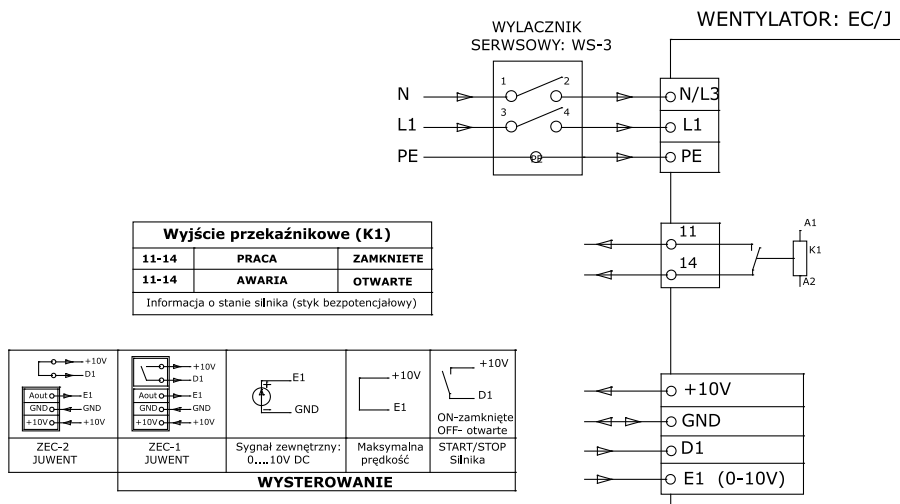 WENTYLATOR: EC/J
WYLACZNIK
SERWSOWY: WS-3
1 2
N N/L3
3 4
L1 L1
PE PE PE
Wyjście przekaźnikowe (K1)
11-14 PRACA ZAMKNIETE
11-14 AWARIA OTWARTE
Informacja o stanie silnika (styk bezpotencjałowy)
11
14
A1
K1
A2
+10V
D1
Aout E1
GND GND
+10V +10V
ZEC-2
JUWENT
+10V
D1
Aout E1
GND GND
+10V +10V
ZEC-1
JUWENT
+ E1
- GND
Sygnał zewnętrzny:
0....10V DC
+10V
E1
Maksymalna
prędkość
+10V
D1
ON-zamknięte
OFF- otwarte
START/STOP
Silnika
WYSTEROWANIE
+10V
GND
D1
E1 (0-10V)